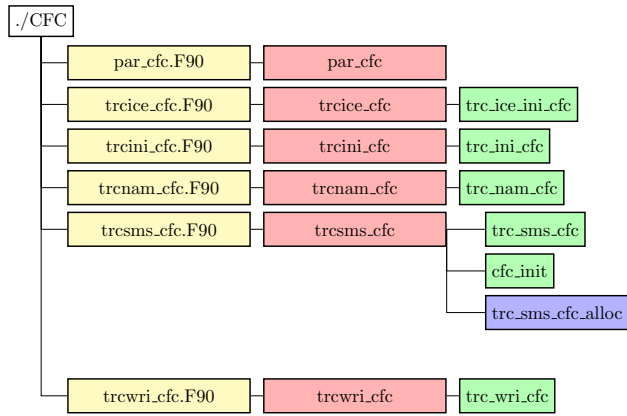 ./CFC
par_cfc.F90 par_cfc
trcice_cfc.F90 trcice_cfc trc_ice_ini_cfc
trcini_cfc.F90 trcini_cfc trc_ini_cfc
trcnam_cfc.F90 trcnam_cfc trc_nam_cfc
trcsms_cfc.F90 trcsms_cfc trc_sms_cfc
cfc_init
trc_sms_cfc_alloc
trcwri_cfc.F90 trcwri_cfc trc_wri_cfc